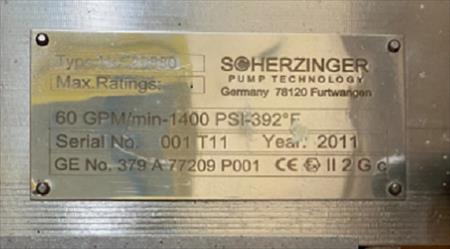 Type:
SCHERZINGER
Max.Ratings:
PUMP TECHNOLOGY
Germany 78120 Furtwangen
60 GPM/min-1400 PSI-392°F
Serial No. 001 T11 Year: 2011
GE No. 379 A 77209 P001 CE Ex II 2 G c